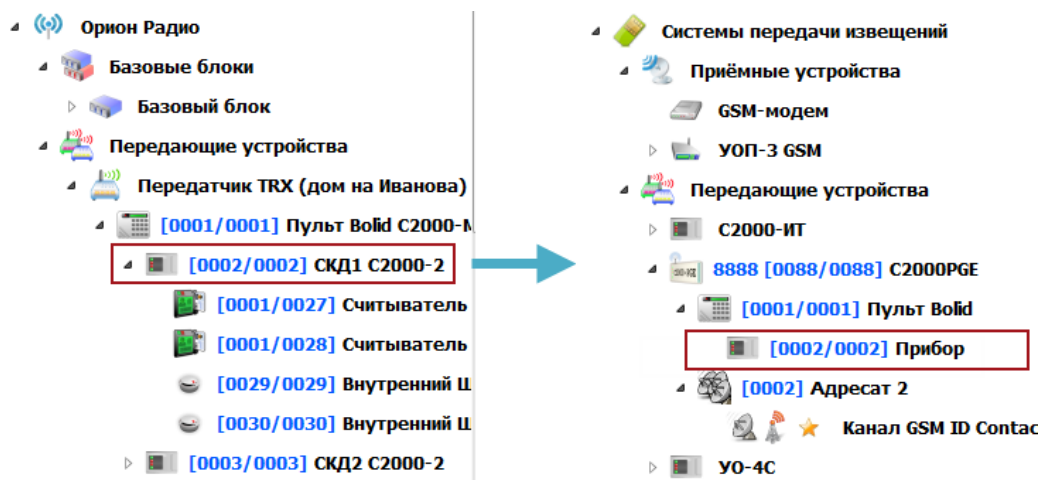 Орион Радио
Базовые блоки
Базовый блок
Передающие устройства
Передатчик TRX (дом на Иванова)
[0001/0001] Пульт Bolid C2000-М
[0002/0002] СКД1 С2000-2
[0001/0027] Считыватель
[0001/0028] Считыватель
[0029/0029] Внутренний Ш
[0030/0030] Внутренний Ш
[0003/0003] СКД2 С2000-2
Системы передачи извещений
Приёмные устройства
GSM-модем
УОП-3 GSM
Передающие устройства
С2000-ИТ
8888 [0088/0088] C2000PGE
[0001/0001] Пульт Bolid
[0002/0002] Прибор
[0002] Адресат 2
Канал GSM ID Contac
УО-4С